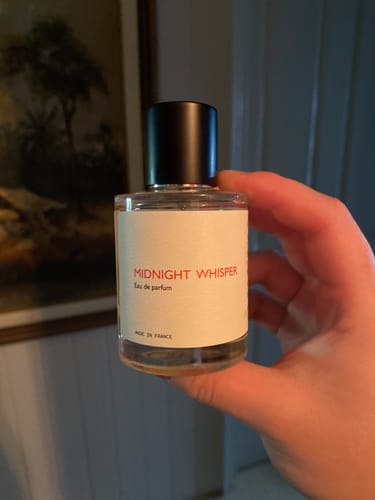 MIDNIGHT WHISPER
Eau de parfum
MADE IN FRANCE